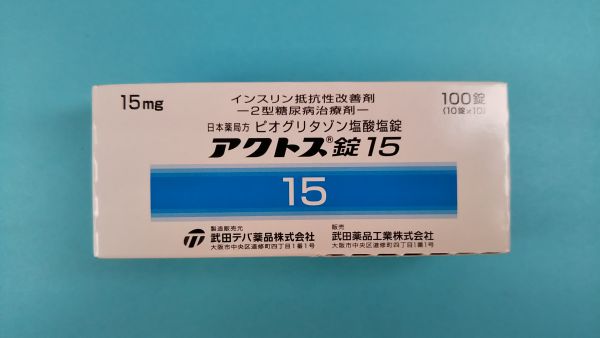 15mg
インスリン抵抗性改善剤
—2型糖尿病治療剤—
100錠
(10錠×10)
日本薬局方 ピオグリタゾン塩酸塩錠
アクトス®錠15
15
製造販売元
武田テバ薬品株式会社
大阪市中央区道修町四丁目1番1号
販売
武田薬品工業株式会社
大阪市中央区道修町四丁目1番1号